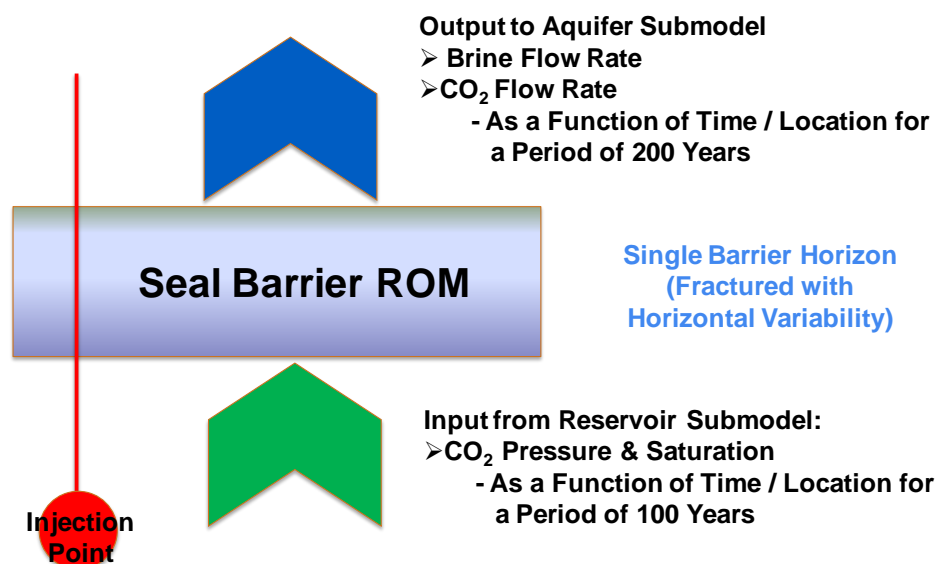 Output to Aquifer Submodel
➢ Brine Flow Rate
➢CO₂ Flow Rate
- As a Function of Time / Location for
a Period of 200 Years
Seal Barrier ROM
Single Barrier Horizon
(Fractured with
Horizontal Variability)
Input from Reservoir Submodel:
➢CO₂ Pressure & Saturation
- As a Function of Time / Location for
a Period of 100 Years
Injection
Point